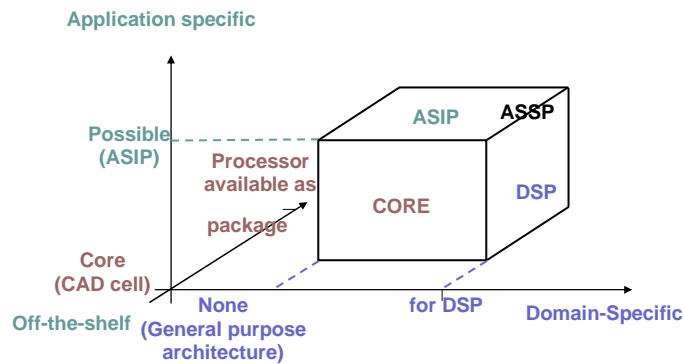 Application specific
ASSP
ASIP
Possible
(ASIP)
Processor
available as
package
DSP
CORE
Core
(CAD cell)
None
for DSP
Domain-Specific
Off-the-shelf
(General purpose
architecture)